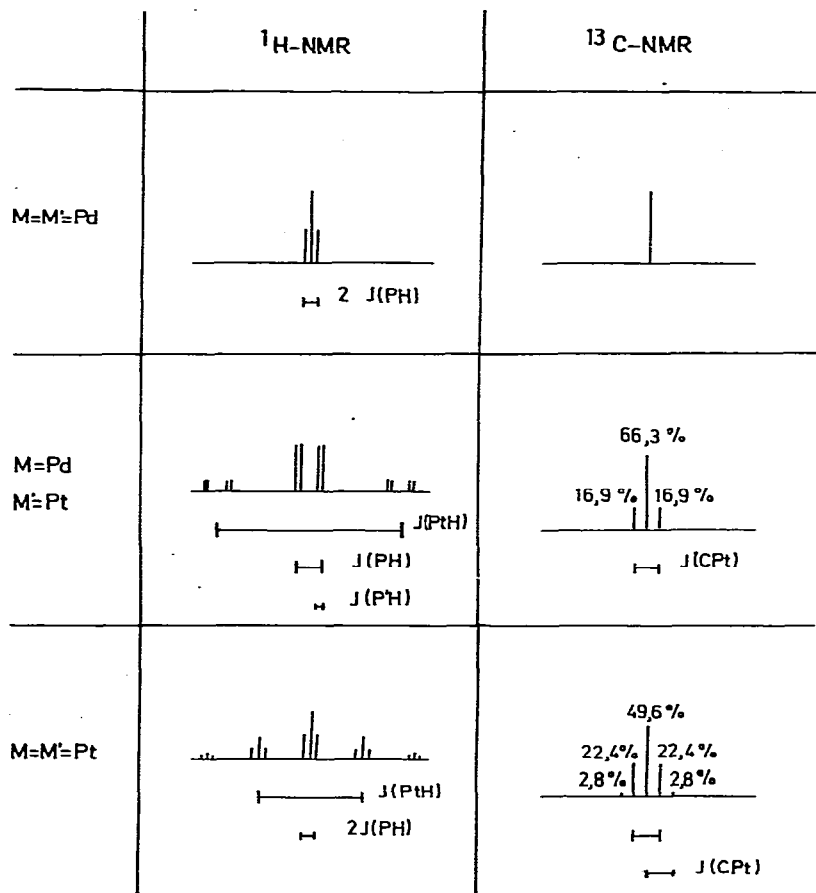 ¹H-NMR
¹³C-NMR
M=M'=Pd
2 J(PH)
M=Pd
M'=Pt
66,3 %
16,9 %
16,9 %
J(PtH)
J(PH)
J(P'H)
J(CPt)
M=M'=Pt
49,6 %
22,4%
22,4 %
2,8%
2,8%
J(PtH)
2J(PH)
J(CPt)